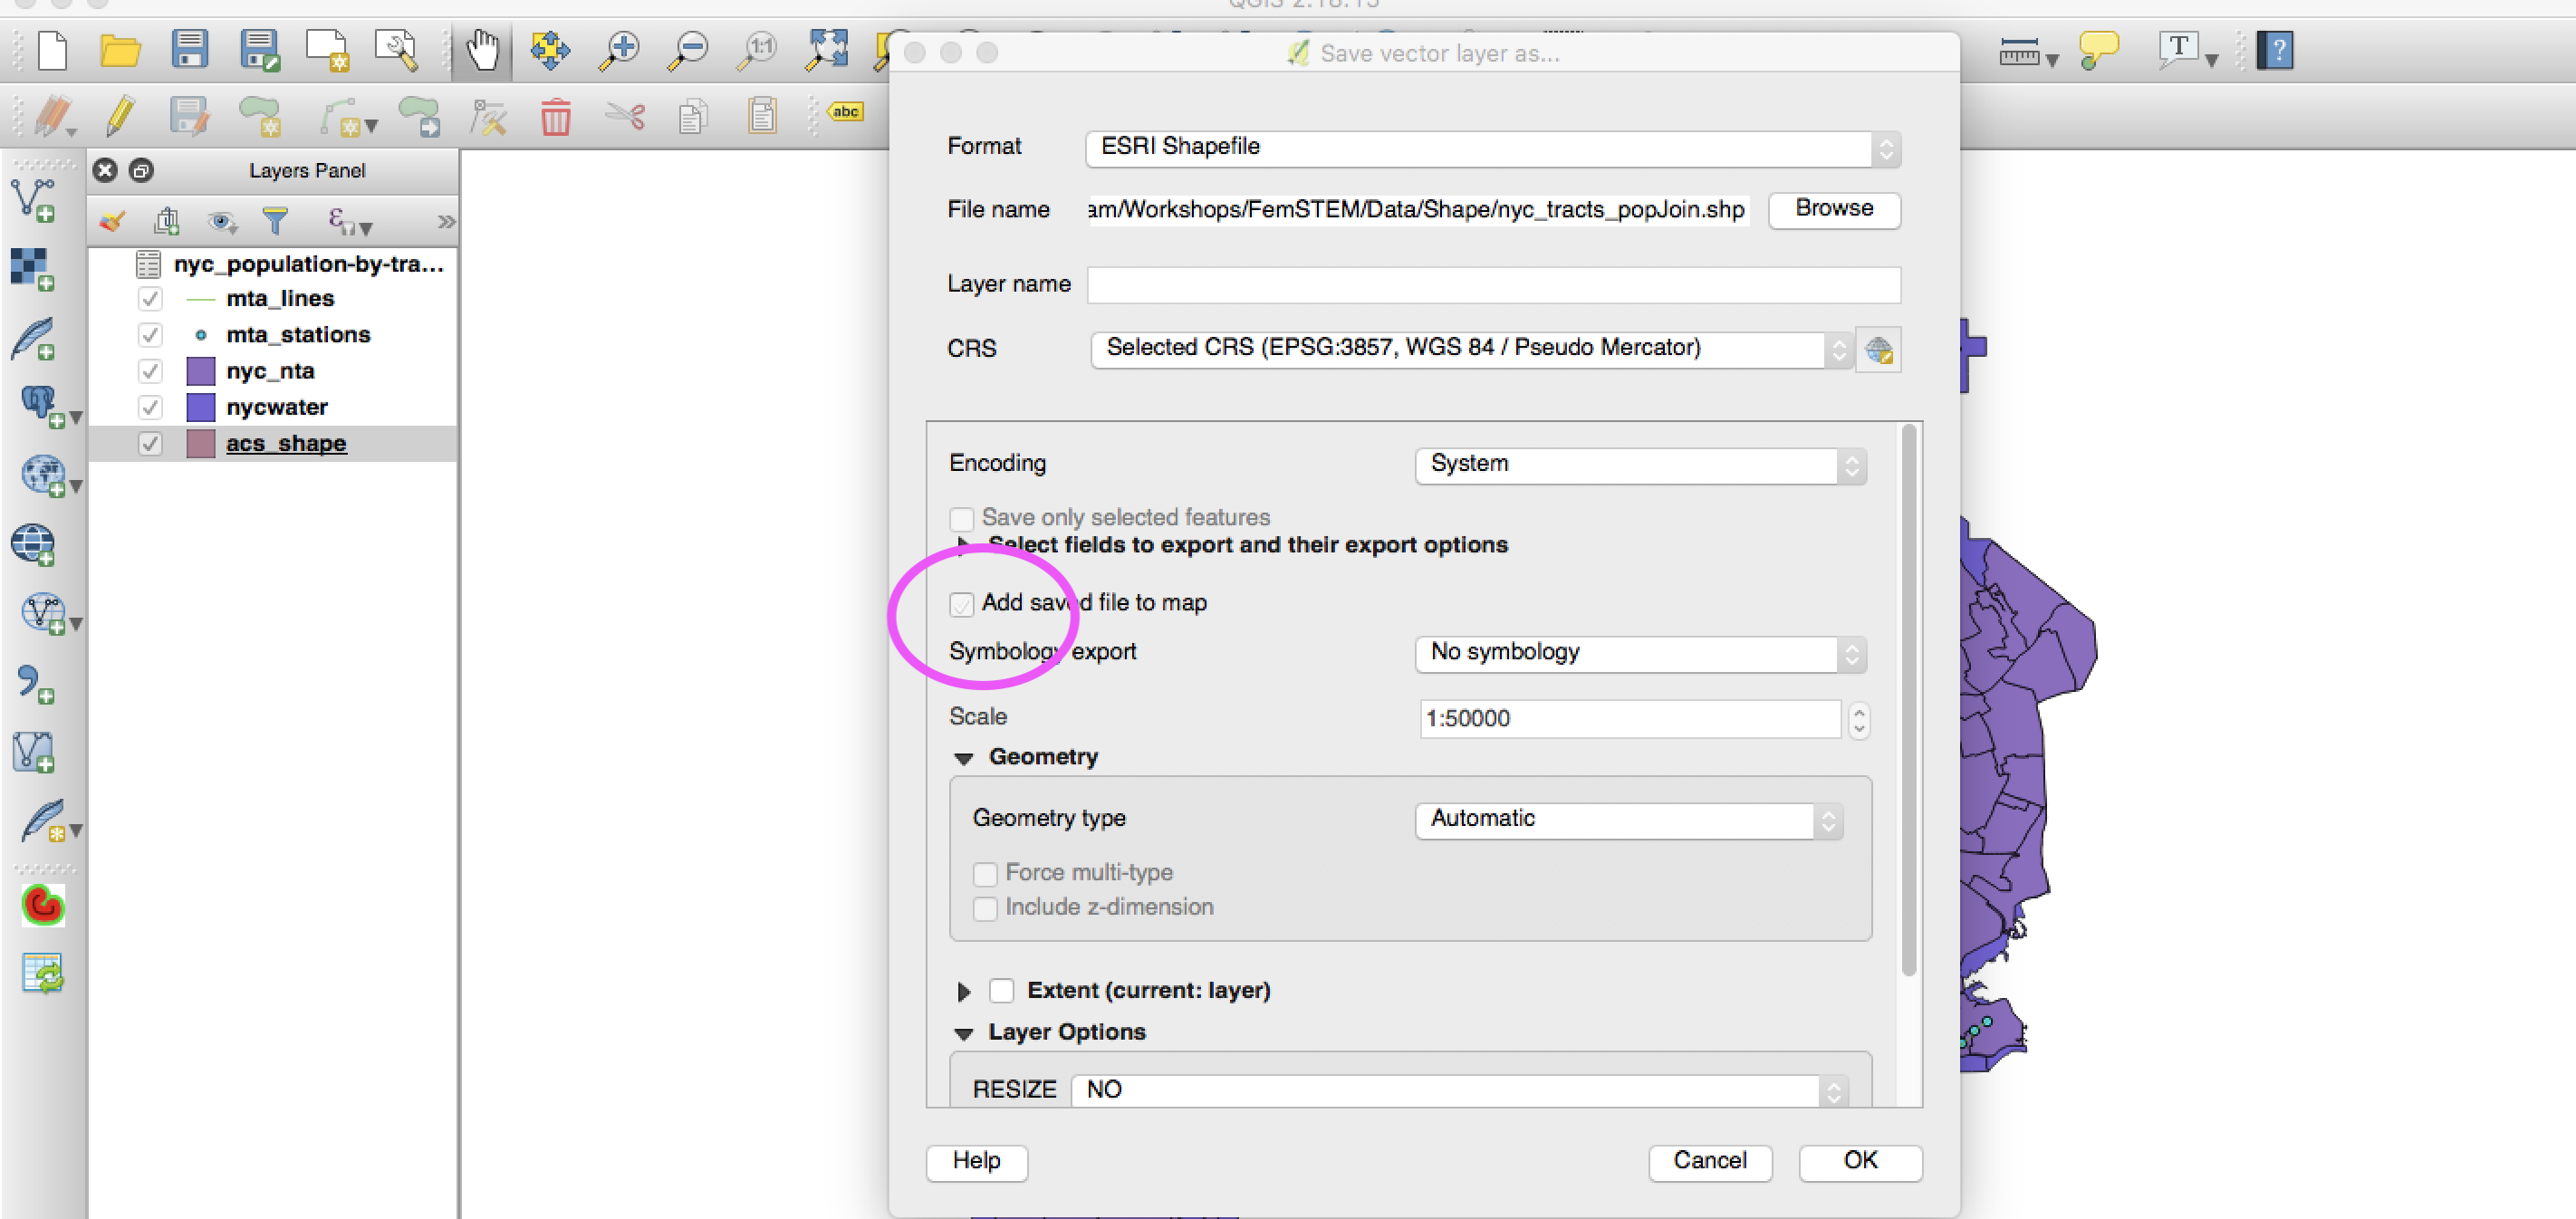 QGIS 2.18.15
1:1
Save vector layer as...
T
?
abc
Format
ESRI Shapefile
Layers Panel
File name
am/Workshops/FemSTEM/Data/Shape/nyc_tracts_popJoin.shp
Browse
ε
»
nyc_population-by-tra...
Layer name
mta_lines
mta_stations
CRS
Selected CRS (EPSG:3857, WGS 84 / Pseudo Mercator)
nyc_nta
nycwater
acs_shape
Encoding
System
Save only selected features
Select fields to export and their export options
Add saved file to map
Symbology export
No symbology
Scale
1:50000
Geometry
Geometry type
Automatic
Force multi-type
Include z-dimension
Extent (current: layer)
Layer Options
RESIZE
NO
Help
Cancel
OK